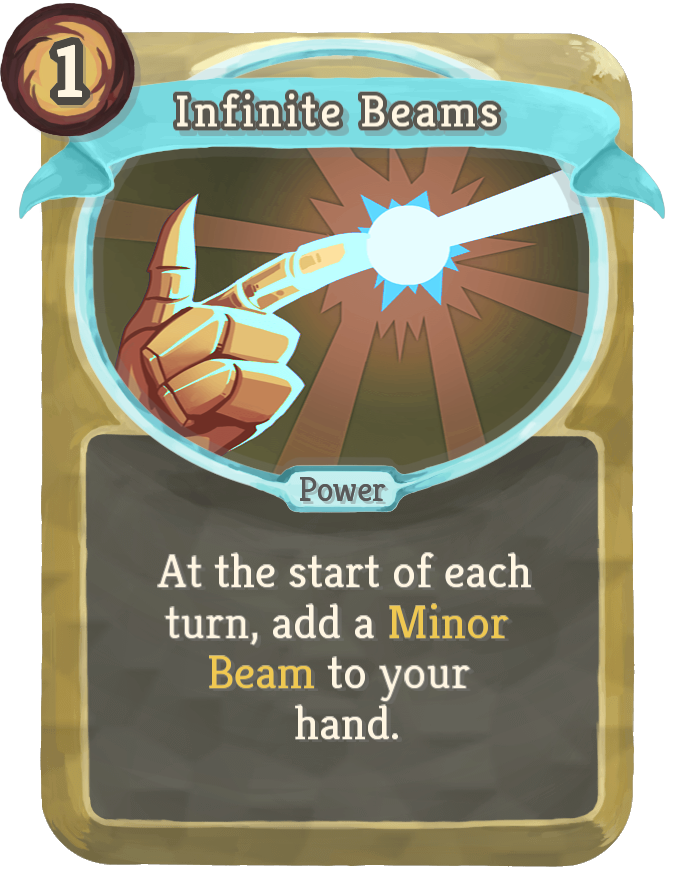 1
Infinite Beams
Power
At the start of each
turn, add a Minor
Beam to your
hand.